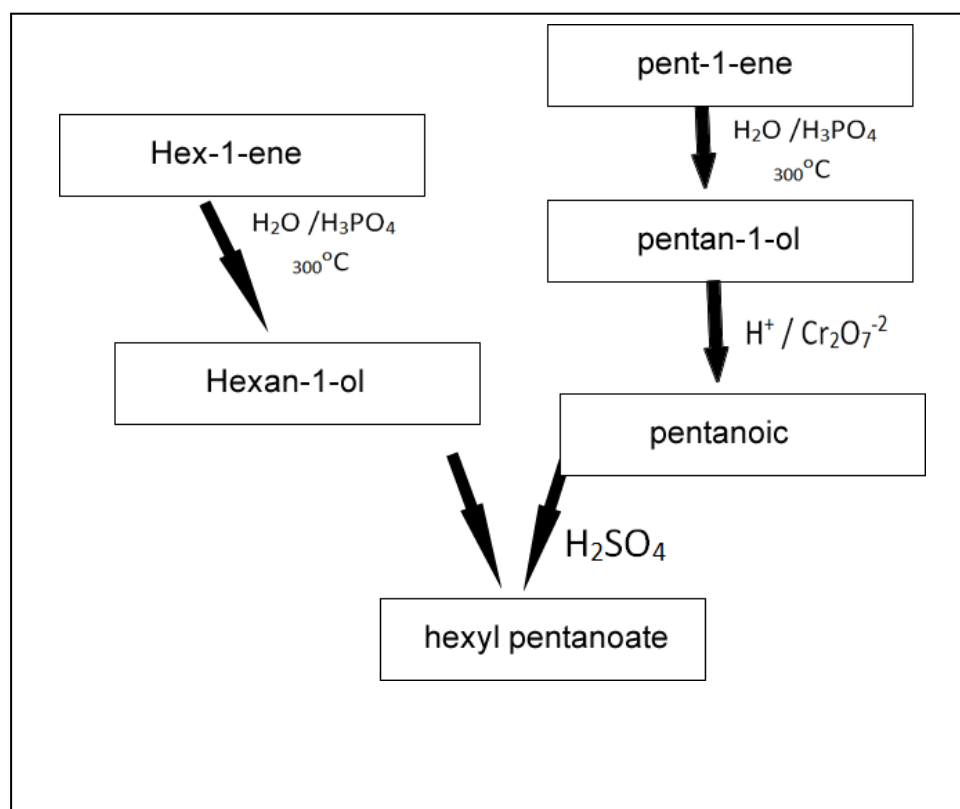 pent-1-ene
H₂O /H₃PO₄
300°C
Hex-1-ene
H₂O /H₃PO₄
300°C
pentan-1-ol
H⁺ / Cr₂O₇⁻²
Hexan-1-ol
pentanoic
H₂SO₄
hexyl pentanoate